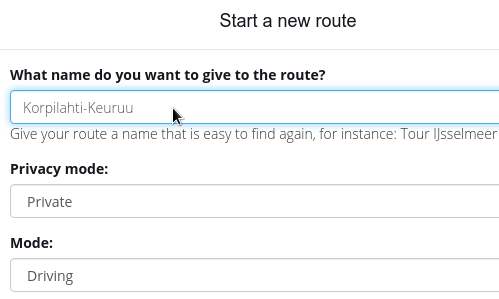 Start a new route
What name do you want to give to the route?
Korpilahti-Keuruu
Give your route a name that is easy to find again, for instance: Tour IJsselmeer
Privacy mode:
Private
Mode:
Driving